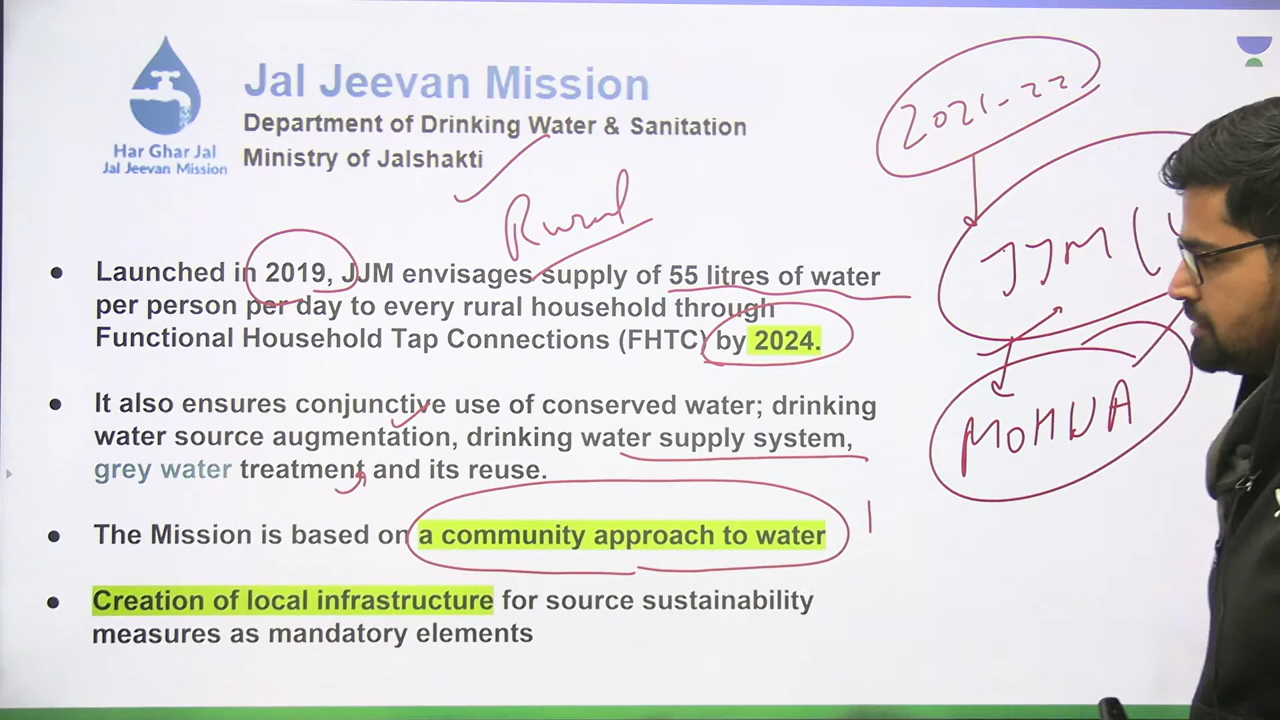 Jal Jeevan Mission
Department of Drinking Water & Sanitation
Ministry of Jalshakti
Har Ghar Jal
Jal Jeevan Mission
Rural
2021-22
JJM (
MOHUA
• Launched in 2019, JJM envisages supply of 55 litres of water
per person per day to every rural household through
Functional Household Tap Connections (FHTC) by 2024.
• It also ensures conjunctive use of conserved water; drinking
water source augmentation, drinking water supply system,
grey water treatment and its reuse.
• The Mission is based on a community approach to water
• Creation of local infrastructure for source sustainability
measures as mandatory elements